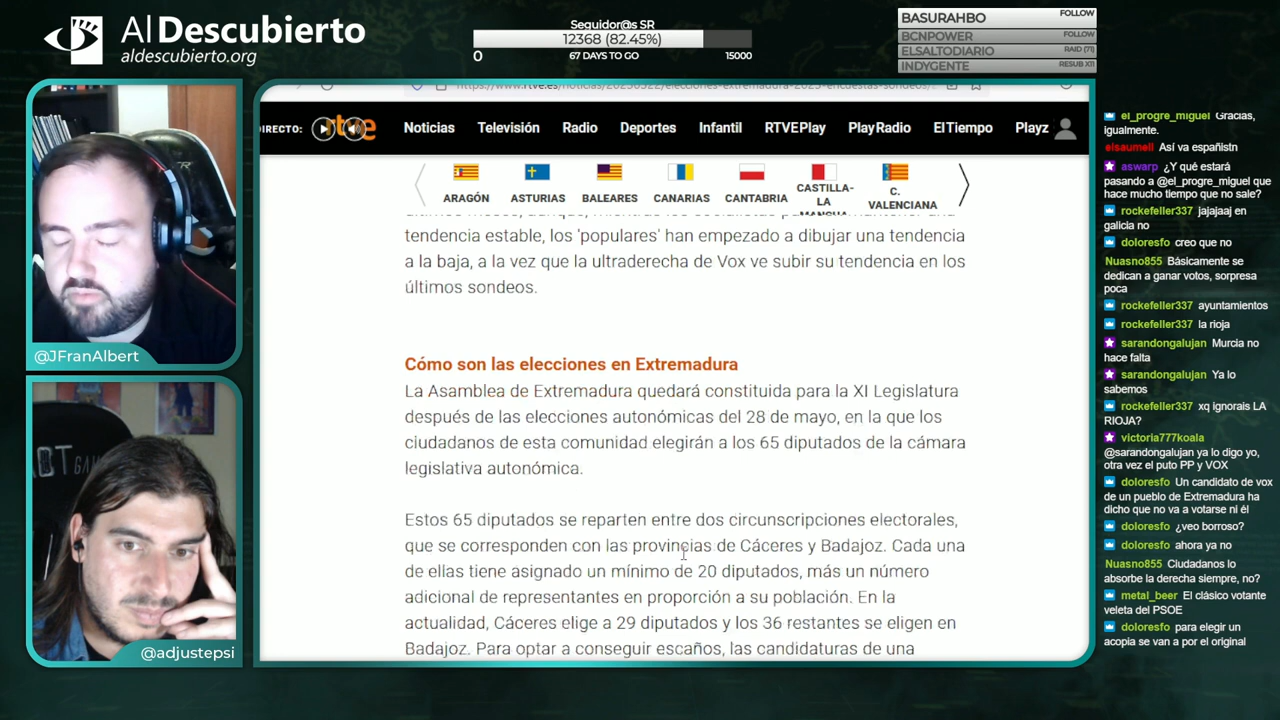 Al Descubierto
aldescubierto.org
Seguidor@s SR
12368 (82.45%)
0
67 DAYS TO GO
15000
BASURAHBO FOLLOW
BCNPOWER FOLLOW
ELSALTODIARIO RAID (71)
INDYGENTE RESUB X11
@JFranAlbert
@adjustepsi
DIRECTO:
rtve
Noticias
Televisión
Radio
Deportes
Infantil
RTVEPlay
PlayRadio
ElTiempo
Playz
ARAGÓN
ASTURIAS
BALEARES
CANARIAS
CANTABRIA
CASTILLA-
LA
MANCHA
C.
VALENCIANA
tendencia estable, los 'populares' han empezado a dibujar una tendencia
a la baja, a la vez que la ultraderecha de Vox ve subir su tendencia en los
últimos sondeos.
Cómo son las elecciones en Extremadura
La Asamblea de Extremadura quedará constituida para la XI Legislatura
después de las elecciones autonómicas del 28 de mayo, en la que los
ciudadanos de esta comunidad elegirán a los 65 diputados de la cámara
legislativa autonómica.
Estos 65 diputados se reparten entre dos circunscripciones electorales,
que se corresponden con las provincias de Cáceres y Badajoz. Cada una
de ellas tiene asignado un mínimo de 20 diputados, más un número
adicional de representantes en proporción a su población. En la
actualidad, Cáceres elige a 29 diputados y los 36 restantes se eligen en
Badajoz. Para optar a conseguir escaños, las candidaturas de una
el_progre_miguel Gracias,
igualmente.
elsaumell Así va españistn
aswarp ¿Y qué estará
pasando a @el_progre_miguel que
hace mucho tiempo que no sale?
rockefeller337 jajajaaj en
galicia no
doloresfo creo que no
Nuasno855 Básicamente se
dedican a ganar votos, sorpresa
poca
rockefeller337 ayuntamientos
rockefeller337 la rioja
sarandongalujan Murcia no
hace falta
sarandongalujan Ya lo
sabemos
rockefeller337 xq ignorais LA
RIOJA?
victoria777koala
@sarandongalujan ya lo digo yo,
otra vez el puto PP y VOX
doloresfo Un candidato de vox
de un pueblo de Extremadura ha
dicho que no va a votarse ni él
doloresfo ¿veo borroso?
doloresfo ahora ya no
Nuasno855 Ciudadanos lo
absorbe la derecha siempre, no?
metal_beer El clásico votante
veleta del PSOE
doloresfo para elegir un
acopia se van a por el original